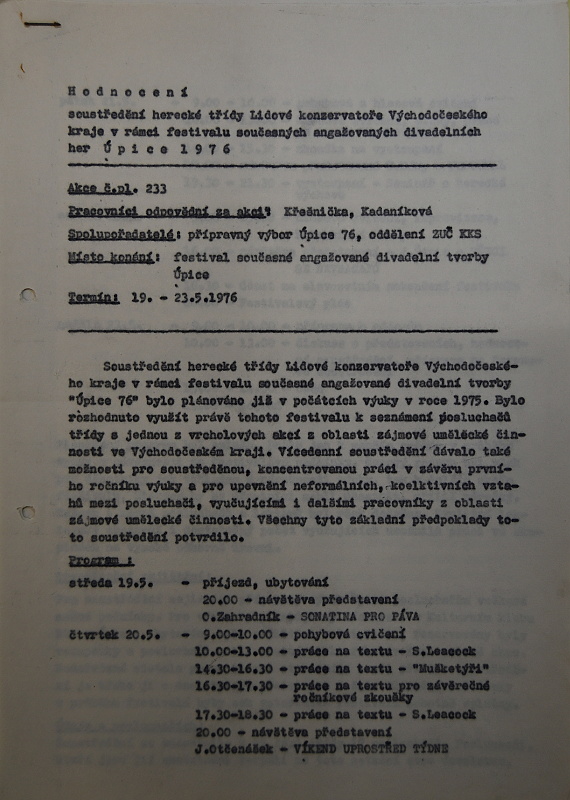 H o d n o c e n í
soustředění herecké třídy Lidové konzervatoře Východočeského
kraje v rámci festivalu současných angažovaných divadelních
her Ú p i c e 1 9 7 6
Akce č.pl. 233
Pracovníci odpovědní za akci: Křečnička, Kadaníková
Spolupořadatelé: přípravný výbor Úpice 76, oddělení ZUČ KKS
Místo konání: festival současné angažované divadelní tvorby
Úpice
Termín: 19. - 23.5.1976
Soustředění herecké třídy Lidové konzervatoře Východočeské-
ho kraje v rámci festivalu současné angažované divadelní tvorby
"Úpice 76" bylo plánováno již v počátcích výuky v roce 1975. Bylo
rozhodnuto využít právě tohoto festivalu k seznámení posluchačů
třídy s jednou z vrcholových akcí z oblasti zájmové umělecké čin-
nosti ve Východočeském kraji. Vícedenní soustředění dávalo také
možnosti pro soustředěnou, koncentrovanou práci v závěru první-
ho ročníku výuky a pro upevnění neformálních, koelktivních vzta-
hů mezi posluchači, vyučujícími i dalšími pracovníky z oblasti
zájmové umělecké činnosti. Všechny tyto základní předpoklady to-
to soustředění potvrdilo.
Program :
středa 19.5. - příjezd, ubytování
20.00 - návštěva představení
O.Zahradník - SONATINA PRO PÁVA
čtvrtek 20.5. - 9.00-10.00 - pohybová cvičení
10.00-13.00 - práce na textu - S.Leacock
14.30-16.30 - práce na textu - "Mušketýři"
16.30-17.30 - práce na textu pro závěrečné
ročníkové zkoušky
17.30-18.30 - práce na textu - S.Leacock
20.00 - návštěva představení
J.Otčenášek - VÍKEND UPROSTŘED TÝDNE